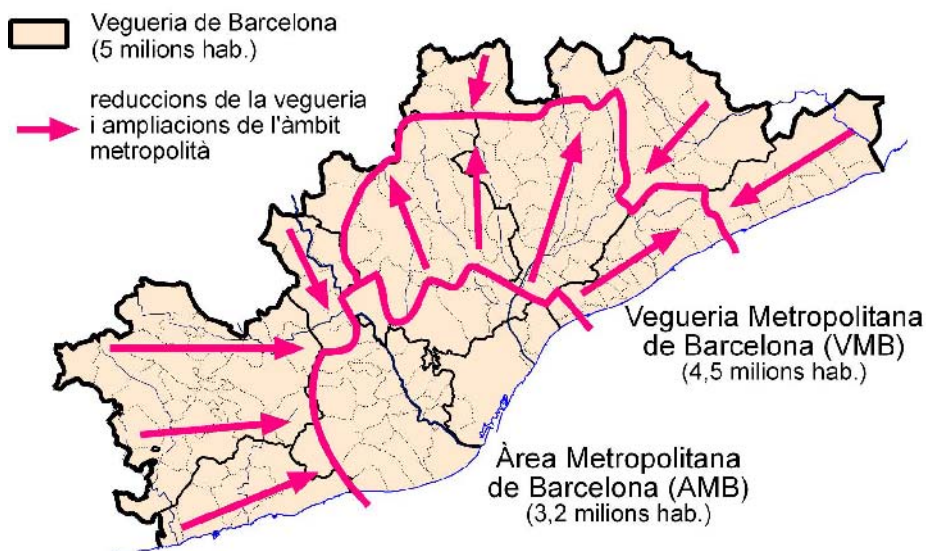 Vegueria de Barcelona
(5 milions hab.)
reduccions de la vegueria
i ampliacions de l'àmbit
metropolità
Vegueria Metropolitana
de Barcelona (VMB)
(4,5 milions hab.)
Àrea Metropolitana
de Barcelona (AMB)
(3,2 milions hab.)